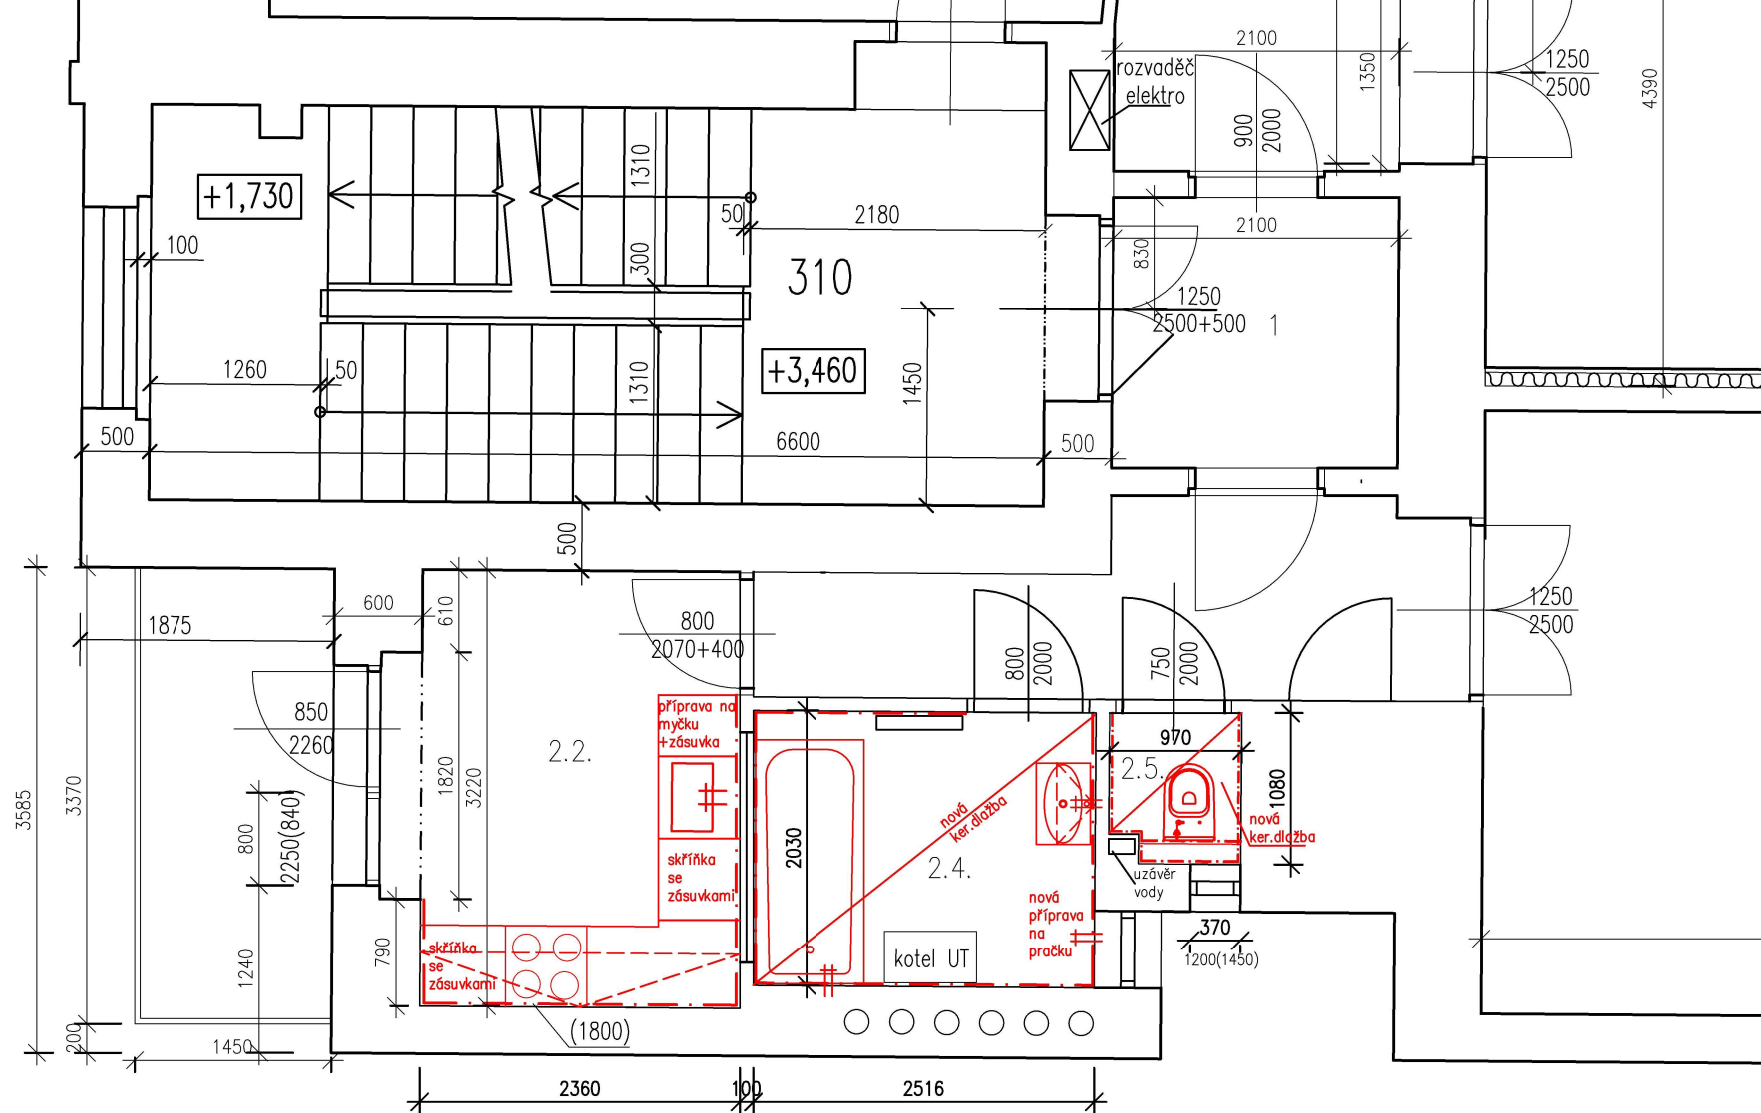 2100
1250
2500
1350
4390
rozvaděč
elektro
900
2000
+1,730
1310
50
2180
2100
100
300
310
830
1250
2500+500
1
1260
50
1310
+3,460
1450
500
6600
500
500
600
610
1875
800
2070+400
800
2000
750
2000
1250
2500
850
2260
příprava na
myčku
+zásuvka
2.2.
970
2.5.
1820
3220
3585
3370
800
2250(840)
nová
ker.dlažba
1080
nová
ker.dlažba
2030
skříňka
se
zásuvkami
2.4.
uzávěr
vody
nová
příprava
na
pračku
370
1200(1450)
790
1240
skříňka
se
zásuvkami
kotel UT
200
1450
(1800)
2360
100
2516